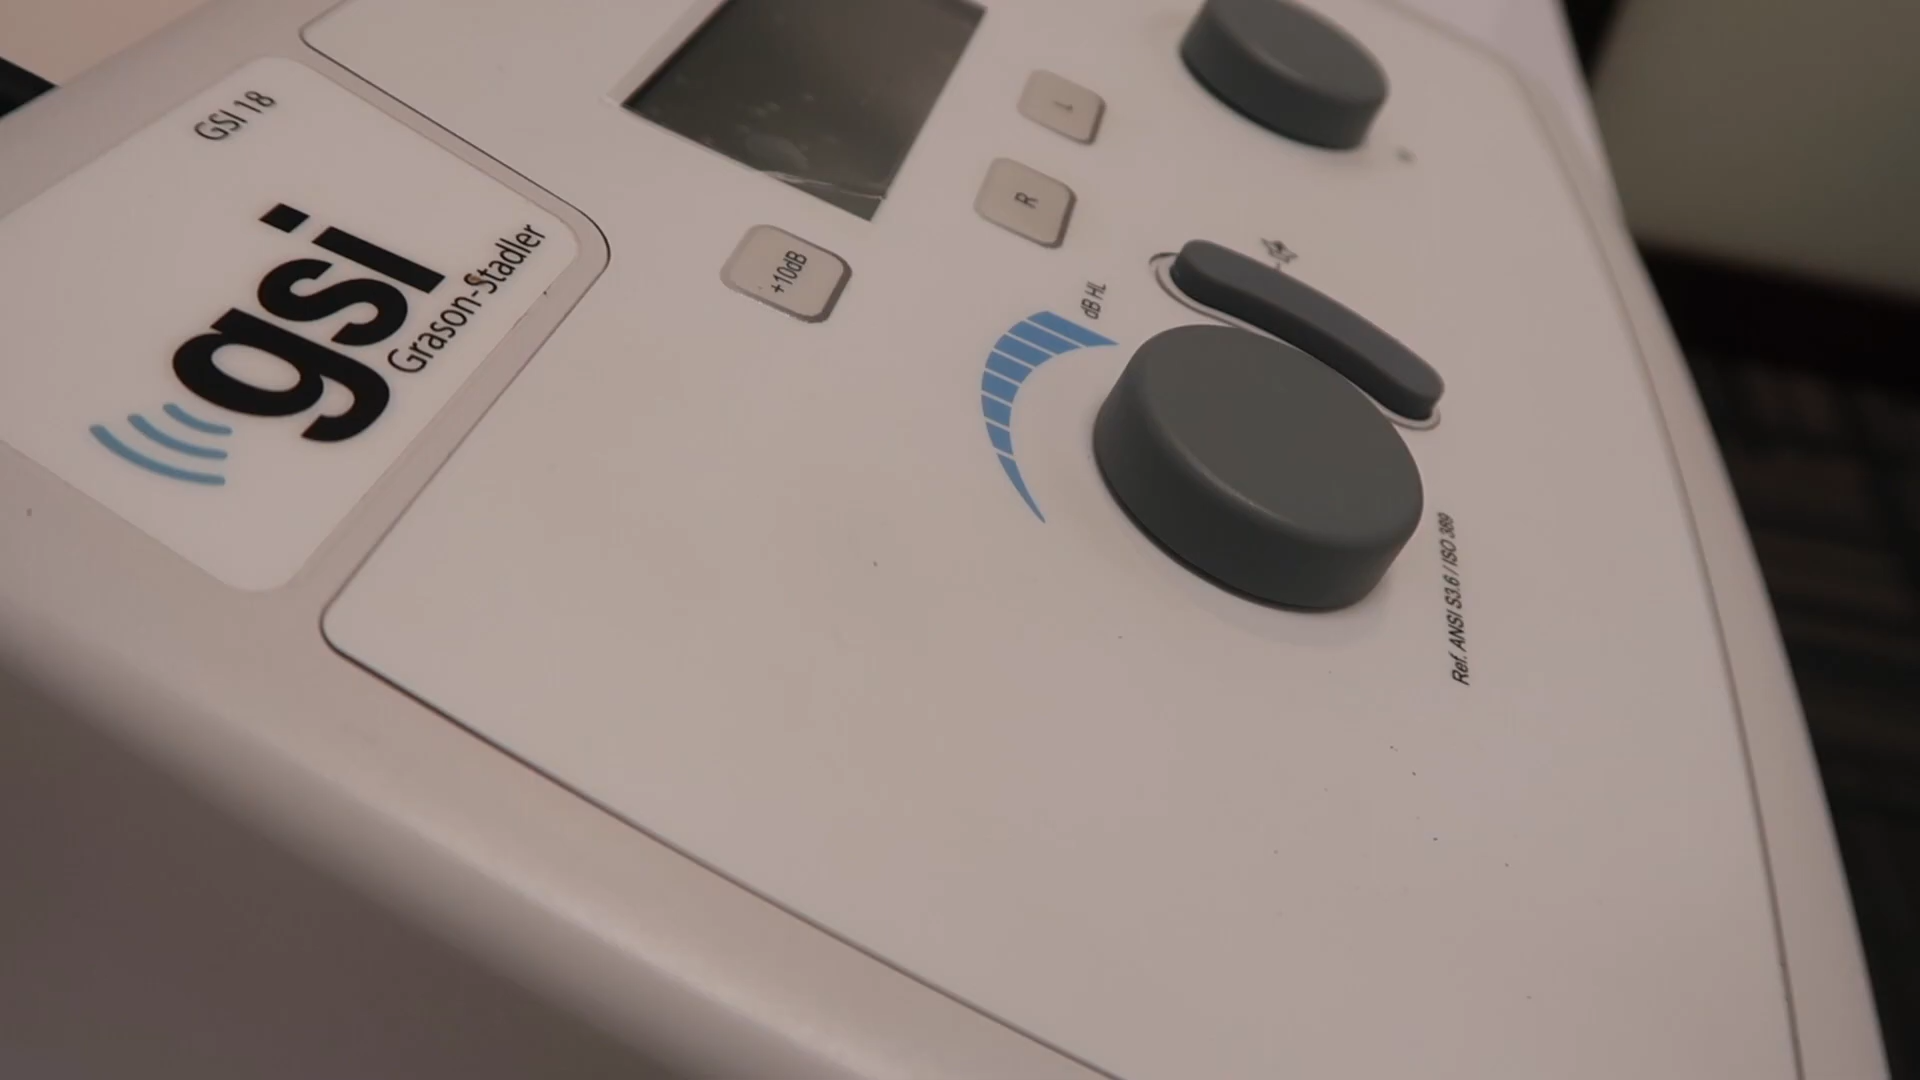 GSI 18
gsi
Grason-Stadler
R
+10dB
dB HL
Ref. ANSI S3.6 / ISO 389